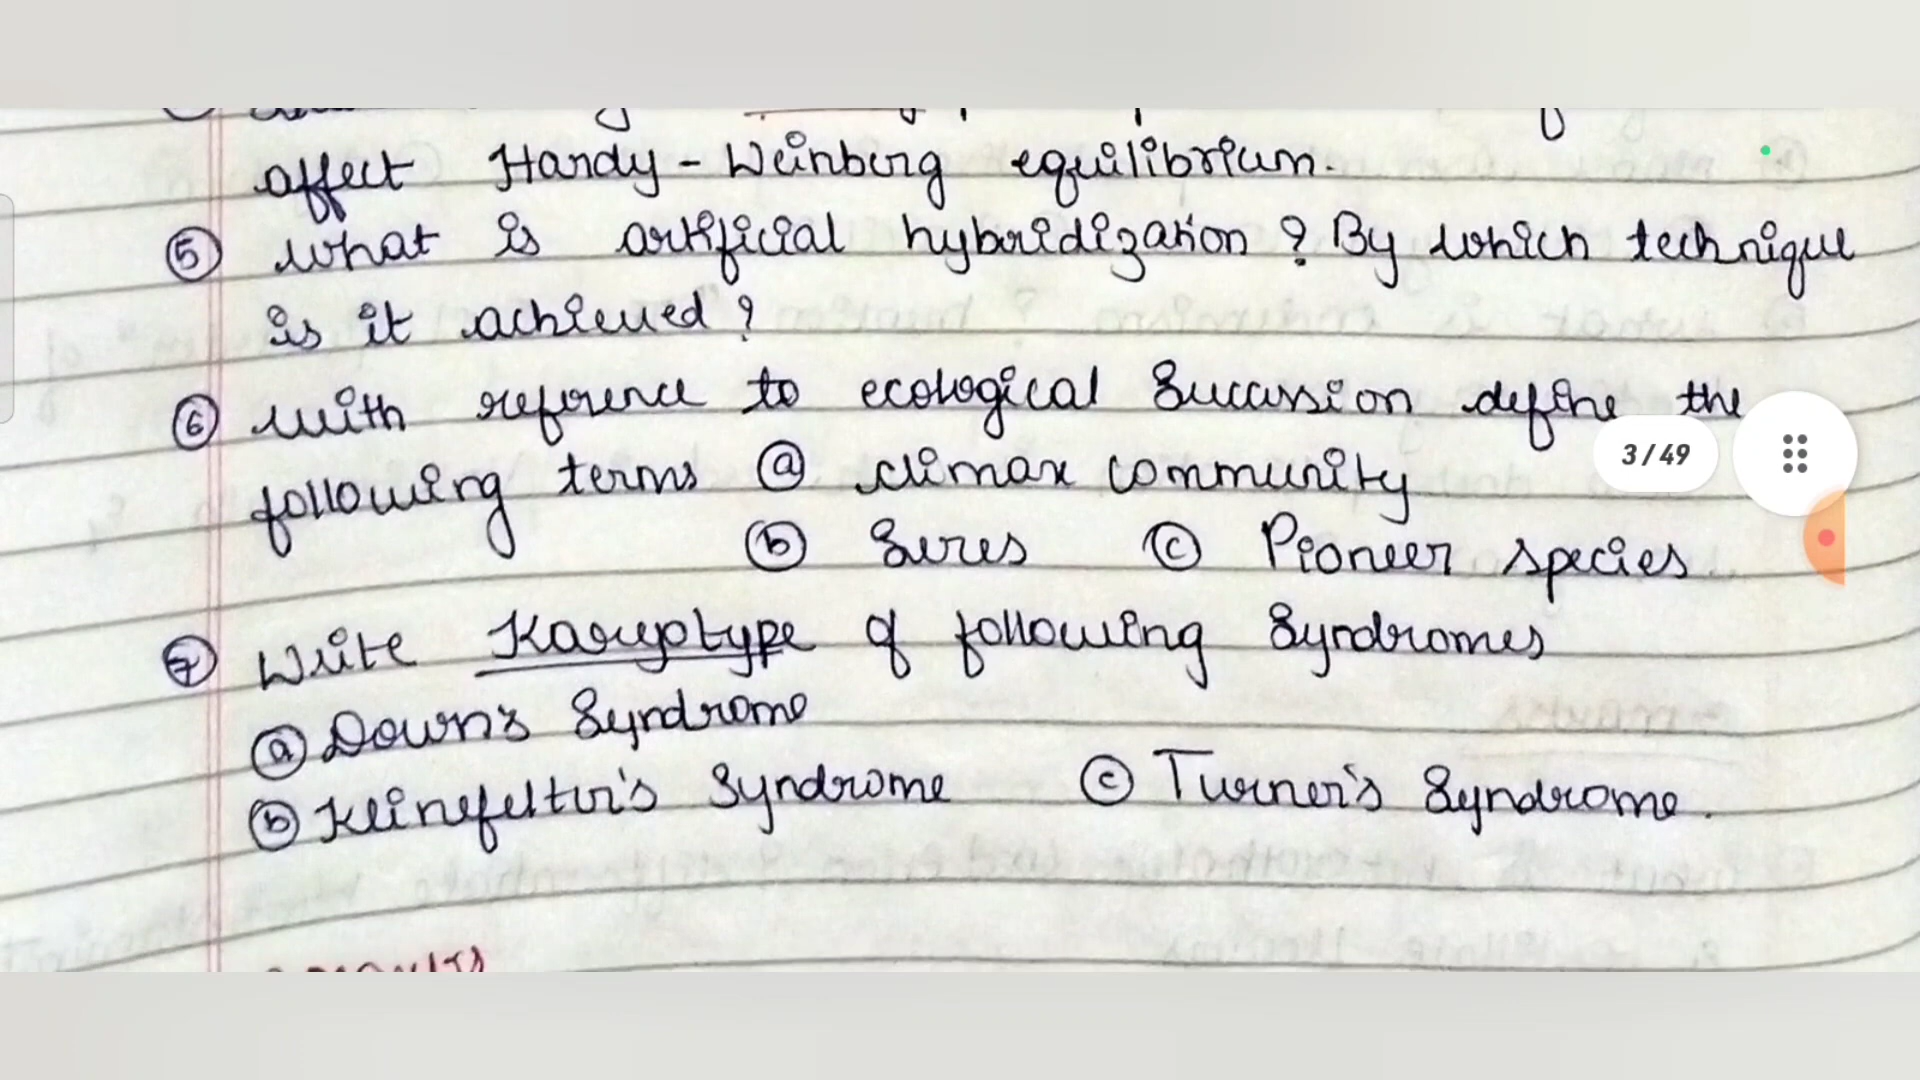 affect Hardy - Weinberg equilibrium.
⑤ what is artificial hybridization ? By which technique
is it achieved ?
⑥ with reference to ecological Succession define the
following terms ⓐ climax community
3/49
ⓑ Seres ⓒ Pioneer species
⑦ Write Karyotype of following Syndromes
ⓐ Down's Syndrome
ⓑ Klinefelter's Syndrome ⓒ Turner's Syndrome.